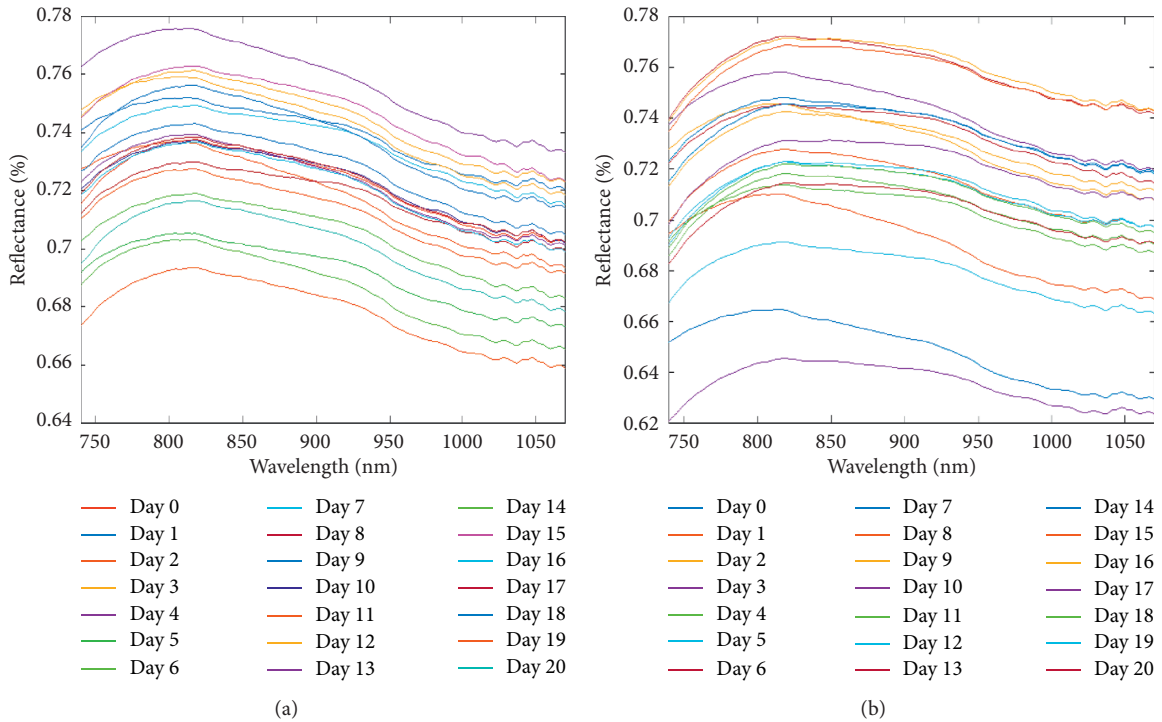 0.78
0.76
0.74
0.72
0.7
0.68
0.66
0.64
Reflectance (%)
750 800 850 900 950 1000 1050
Wavelength (nm)
Day 0 Day 7 Day 14
Day 1 Day 8 Day 15
Day 2 Day 9 Day 16
Day 3 Day 10 Day 17
Day 4 Day 11 Day 18
Day 5 Day 12 Day 19
Day 6 Day 13 Day 20
(a)
0.78
0.76
0.74
0.72
0.7
0.68
0.66
0.64
0.62
Reflectance (%)
750 800 850 900 950 1000 1050
Wavelength (nm)
Day 0 Day 7 Day 14
Day 1 Day 8 Day 15
Day 2 Day 9 Day 16
Day 3 Day 10 Day 17
Day 4 Day 11 Day 18
Day 5 Day 12 Day 19
Day 6 Day 13 Day 20
(b)